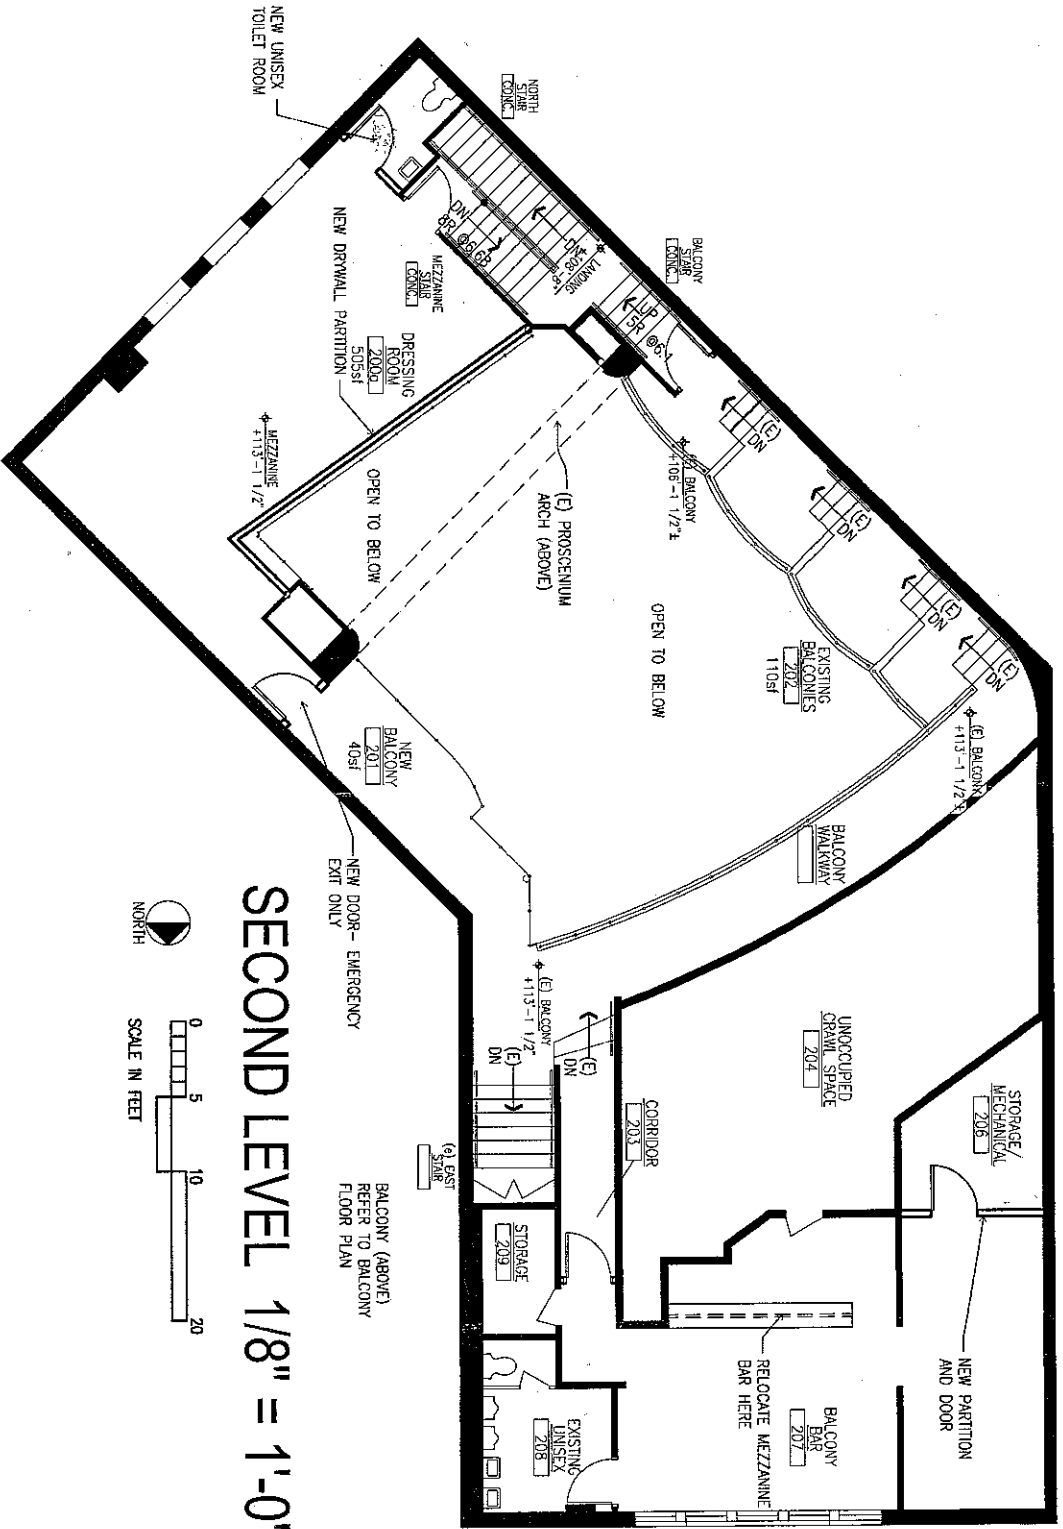 NEW UNISEX
TOILET ROOM
NORTH
STAIR
CONC.
BALCONY
STAIR
CONC.
DN
8R @6.68
DN
+108'-8"
LANDING
UP
5R @6.1
MEZZANINE
STAIR
CONC.
NEW DRYWALL PARTITION
DRESSING
ROOM
200a
505sf
MEZZANINE
+113'-1 1/2"
OPEN TO BELOW
(E) PROSCENIUM
ARCH (ABOVE)
(E) BALCONY
+106'-1 1/2"±
(E)
DN
(E)
DN
(E)
DN
(E)
DN
OPEN TO BELOW
EXISTING
BALCONIES
202
110sf
(E) BALCONY
+113'-1 1/2"±
NEW
BALCONY
201
40sf
BALCONY
WALKWAY
NEW DOOR- EMERGENCY
EXIT ONLY
(E) BALCONY
+113'-1 1/2"
(E)
DN
(E)
DN
UNOCCUPIED
CRAWL SPACE
204
STORAGE/
MECHANICAL
206
CORRIDOR
203
(e) EAST
STAIR
STORAGE
209
BALCONY (ABOVE)
REFER TO BALCONY
FLOOR PLAN
NEW PARTITION
AND DOOR
RELOCATE MEZZANINE
BAR HERE
BALCONY
BAR
207
EXISTING
UNISEX
208
SECOND LEVEL 1/8" = 1'-0"
NORTH
0 5 10 20
SCALE IN FEET